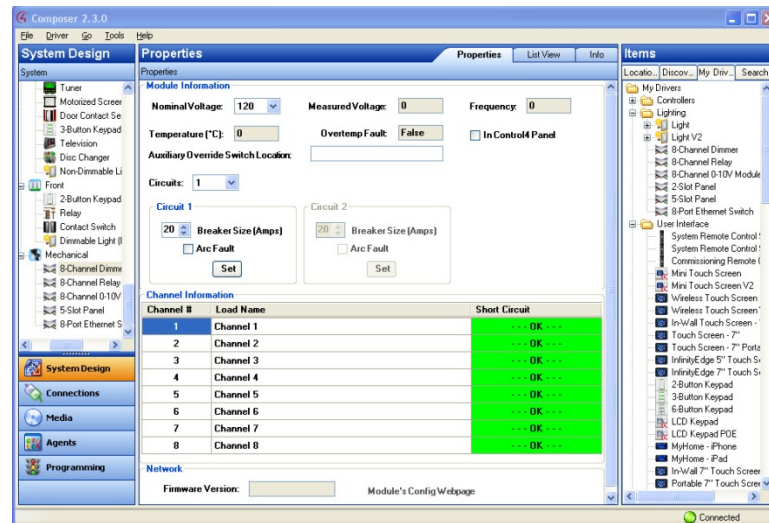 Composer 2.3.0
File Driver Go Tools Help
System Design
System
Tuner
Motorized Screen
Door Contact Se
3-Button Keypad
Television
Disc Changer
Non-Dimmable Li
Front
2-Button Keypad
Relay
Contact Switch
Dimmable Light (
Mechanical
8-Channel Dimme
8-Channel Relay
8-Channel 0-10V
5-Slot Panel
8-Port Ethernet S
System Design
Connections
Media
Agents
Programming
Properties
Properties List View Info
Properties
Module Information
Nominal Voltage: 120 Measured Voltage: 0 Frequency: 0
Temperature (°C): 0 Overtemp Fault: False In Control4 Panel
Auxiliary Override Switch Location:
Circuits: 1
Circuit 1 Circuit 2
20 Breaker Size (Amps) 20 Breaker Size (Amps)
Arc Fault Arc Fault
Set Set
Channel Information
Channel # Load Name Short Circuit
1 Channel 1 - - - OK - - -
2 Channel 2 - - - OK - - -
3 Channel 3 - - - OK - - -
4 Channel 4 - - - OK - - -
5 Channel 5 - - - OK - - -
6 Channel 6 - - - OK - - -
7 Channel 7 - - - OK - - -
8 Channel 8 - - - OK - - -
Network
Firmware Version: Module's Config Webpage
Items
Locatio... Discov... My Driv... Search
My Drivers
Controllers
Lighting
Light
Light V2
8-Channel Dimmer
8-Channel Relay
8-Channel 0-10V Module
2-Slot Panel
5-Slot Panel
8-Port Ethernet Switch
User Interface
System Remote Control
System Remote Control
Commissioning Remote
Mini Touch Screen
Mini Touch Screen V2
Wireless Touch Screen
Wireless Touch Screen
In-Wall Touch Screen -
Touch Screen - 7"
Touch Screen - 7" Porta
InfinityEdge 5" Touch S
InfinityEdge 7" Touch S
2-Button Keypad
3-Button Keypad
6-Button Keypad
LCD Keypad
LCD Keypad POE
MyHome - iPhone
MyHome - iPad
In-Wall 7" Touch Screen
Portable 7" Touch Scree
Connected